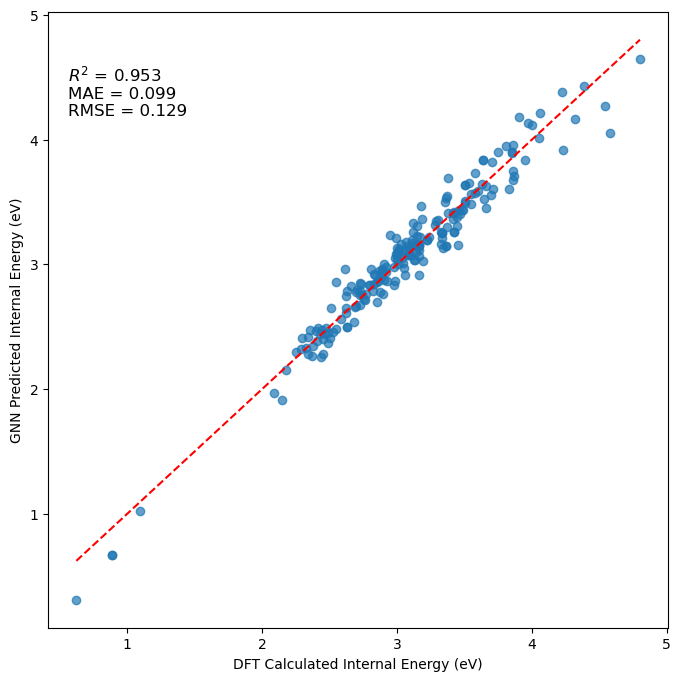 5
4
3
2
1
R² = 0.953
MAE = 0.099
RMSE = 0.129
GNN Predicted Internal Energy (eV)
1 2 3 4 5
DFT Calculated Internal Energy (eV)